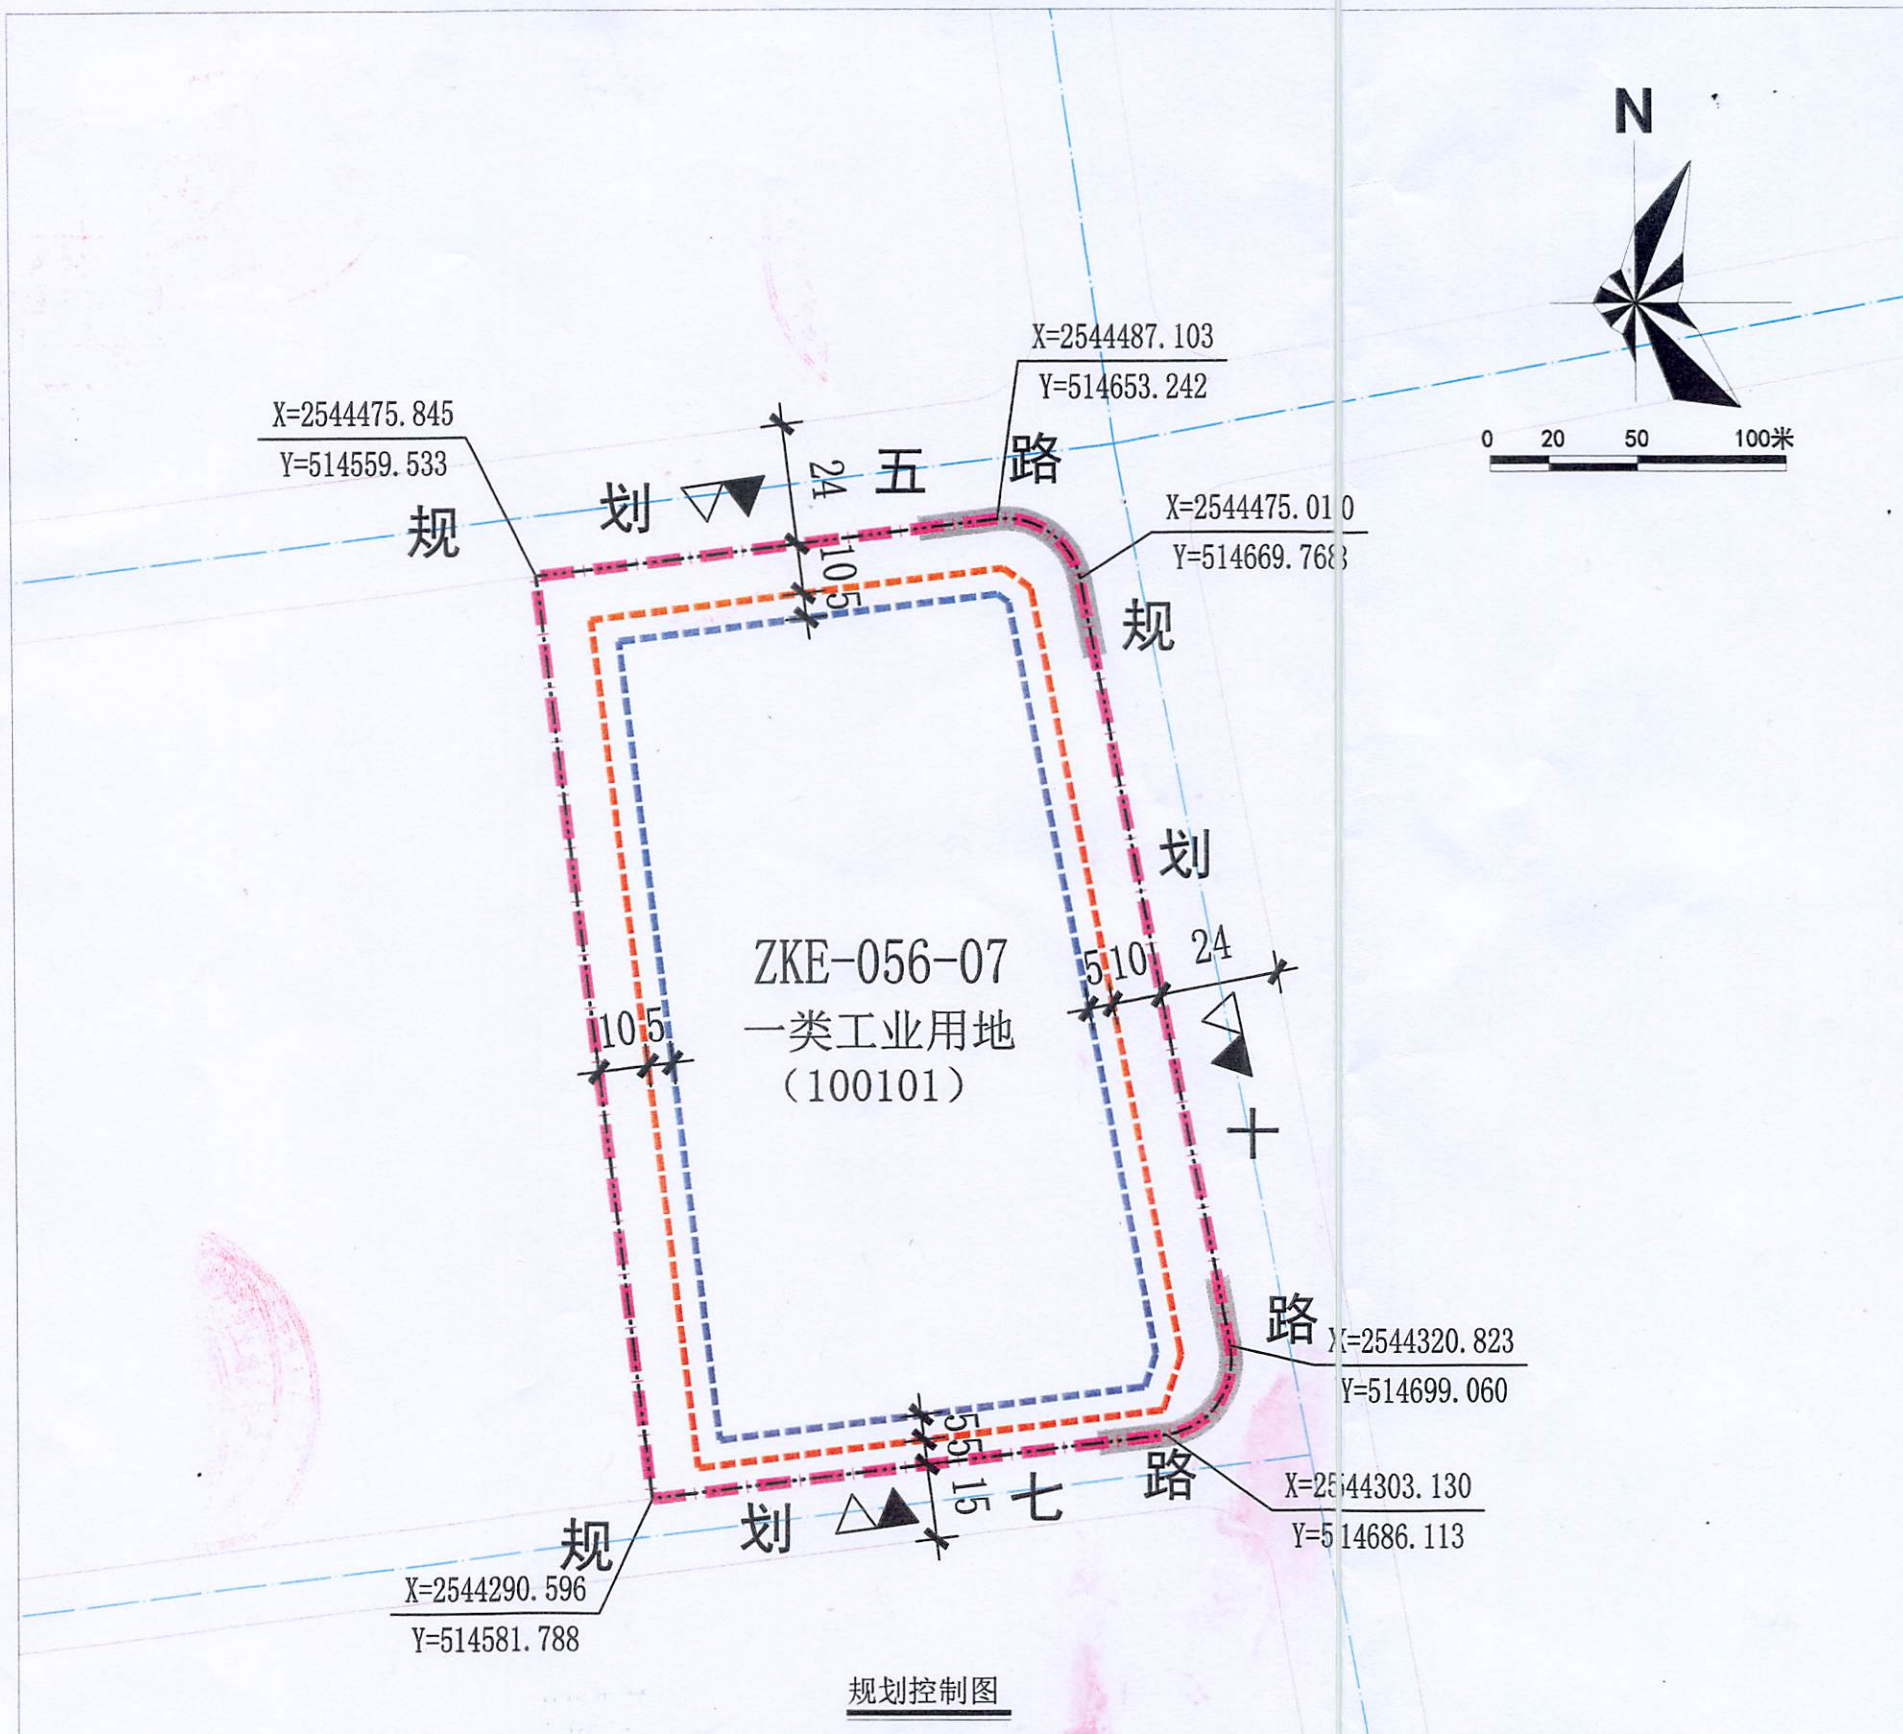 N
0 20 50 100米
X=2544487.103
Y=514653.242
X=2544475.845
Y=514559.533
规划五路
24
10
5
X=2544475.010
Y=514669.768
规划十路
ZKE-056-07
一类工业用地
（100101）
10 5
5 10 24
X=2544320.823
Y=514699.060
5
5
15
规划七路
X=2544303.130
Y=514686.113
X=2544290.596
Y=514581.788
规划控制图